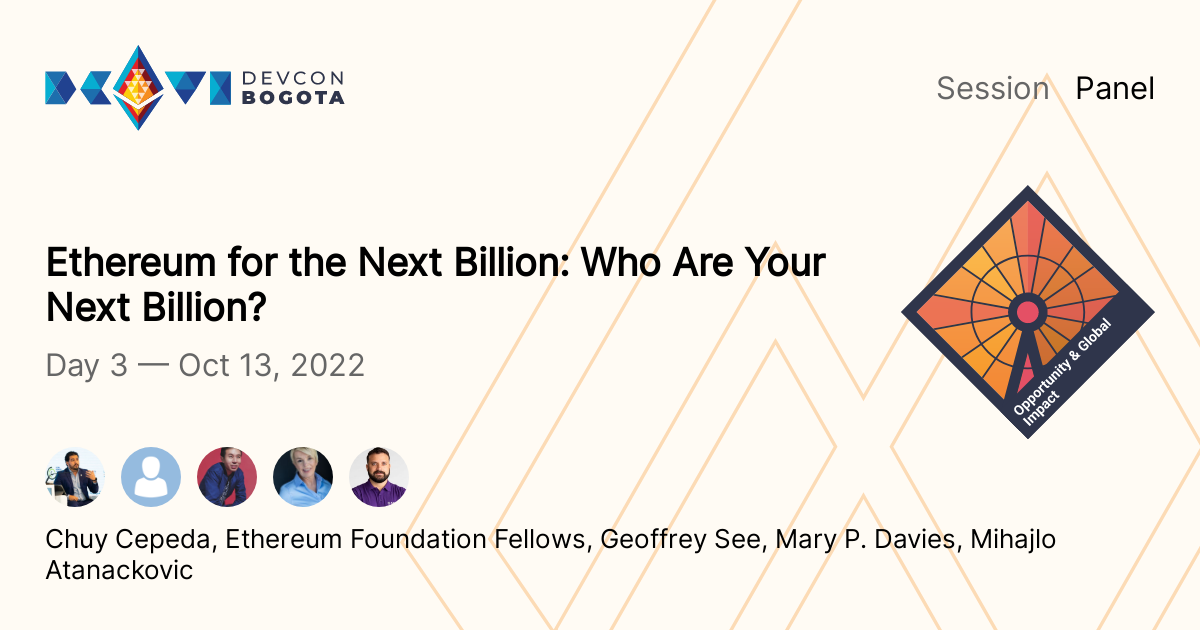 DEVCON
BOGOTA
Session Panel
Ethereum for the Next Billion: Who Are Your
Next Billion?
Day 3 — Oct 13, 2022
Opportunity & Global
Impact
Chuy Cepeda, Ethereum Foundation Fellows, Geoffrey See, Mary P. Davies, Mihajlo
Atanackovic